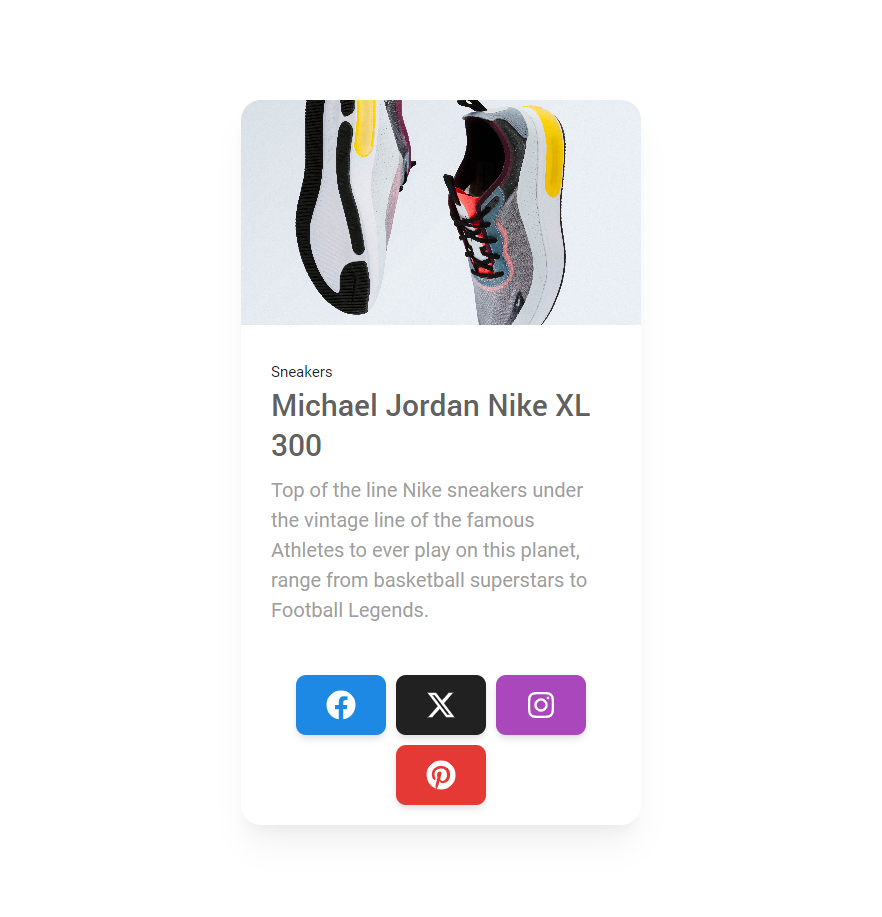 Sneakers
Michael Jordan Nike XL
300
Top of the line Nike sneakers under
the vintage line of the famous
Athletes to ever play on this planet,
range from basketball superstars to
Football Legends.